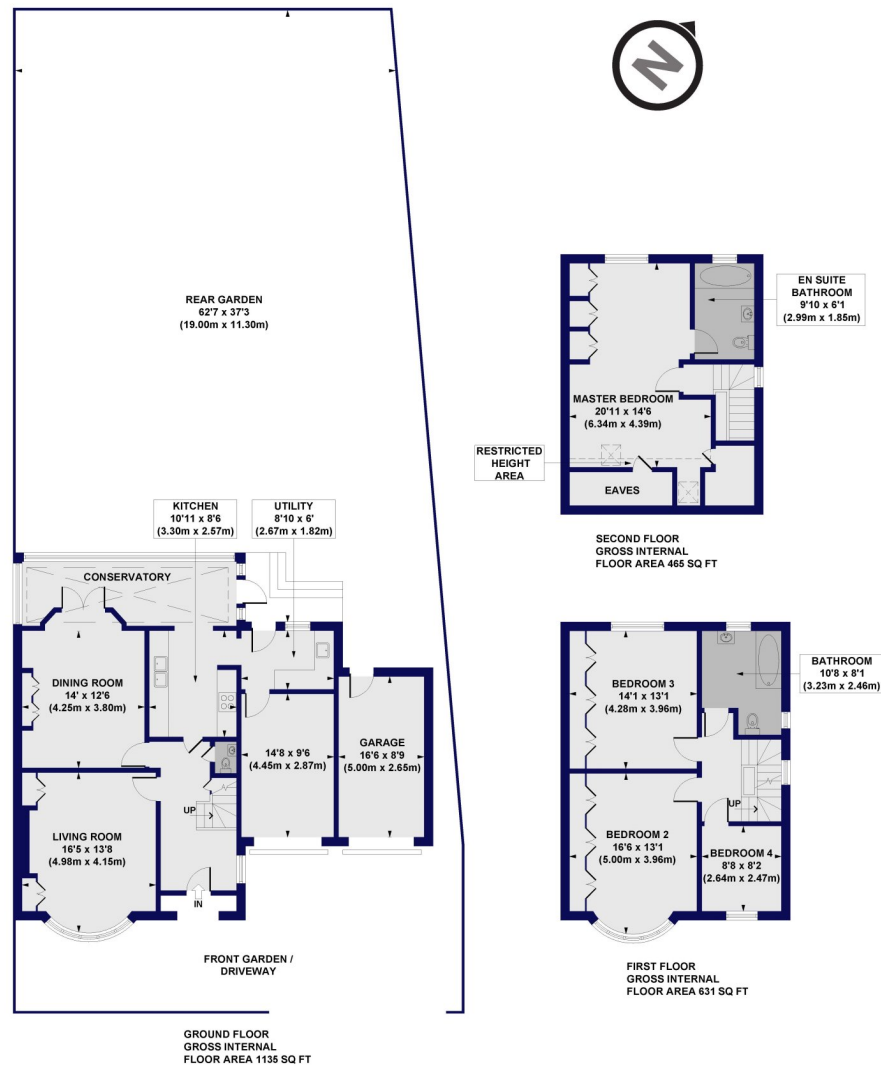 N
REAR GARDEN
62'7 x 37'3
(19.00m x 11.30m)
EN SUITE
BATHROOM
9'10 x 6'1
(2.99m x 1.85m)
MASTER BEDROOM
20'11 x 14'6
(6.34m x 4.39m)
RESTRICTED
HEIGHT
AREA
EAVES
SECOND FLOOR
GROSS INTERNAL
FLOOR AREA 465 SQ FT
KITCHEN
10'11 x 8'6
(3.30m x 2.57m)
UTILITY
8'10 x 6'
(2.67m x 1.82m)
CONSERVATORY
DINING ROOM
14' x 12'6
(4.25m x 3.80m)
14'8 x 9'6
(4.45m x 2.87m)
GARAGE
16'6 x 8'9
(5.00m x 2.65m)
UP
LIVING ROOM
16'5 x 13'8
(4.98m x 4.15m)
IN
FRONT GARDEN /
DRIVEWAY
GROUND FLOOR
GROSS INTERNAL
FLOOR AREA 1135 SQ FT
BATHROOM
10'8 x 8'1
(3.23m x 2.46m)
BEDROOM 3
14'1 x 13'1
(4.28m x 3.96m)
UP
BEDROOM 2
16'6 x 13'1
(5.00m x 3.96m)
BEDROOM 4
8'8 x 8'2
(2.64m x 2.47m)
FIRST FLOOR
GROSS INTERNAL
FLOOR AREA 631 SQ FT